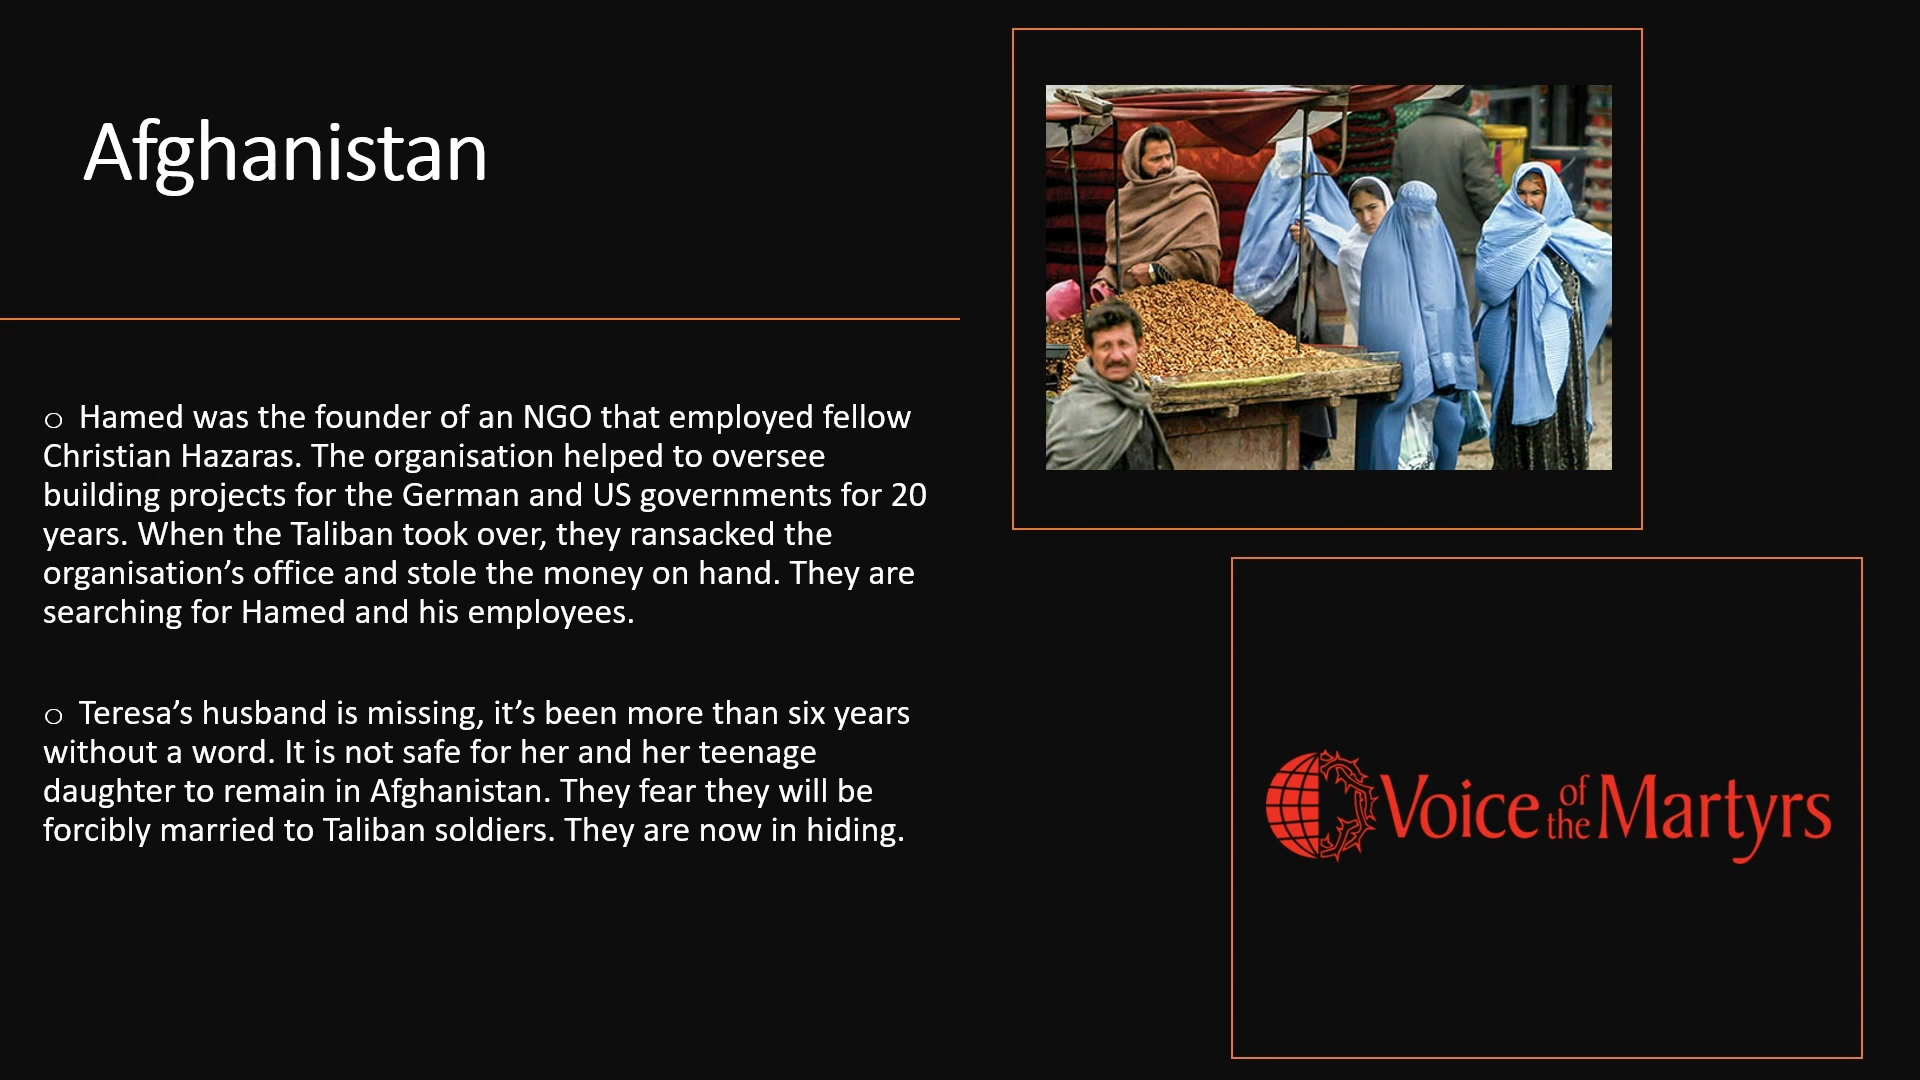 Afghanistan
o Hamed was the founder of an NGO that employed fellow
Christian Hazaras. The organisation helped to oversee
building projects for the German and US governments for 20
years. When the Taliban took over, they ransacked the
organisation’s office and stole the money on hand. They are
searching for Hamed and his employees.
o Teresa’s husband is missing, it’s been more than six years
without a word. It is not safe for her and her teenage
daughter to remain in Afghanistan. They fear they will be
forcibly married to Taliban soldiers. They are now in hiding.
Voice of the Martyrs